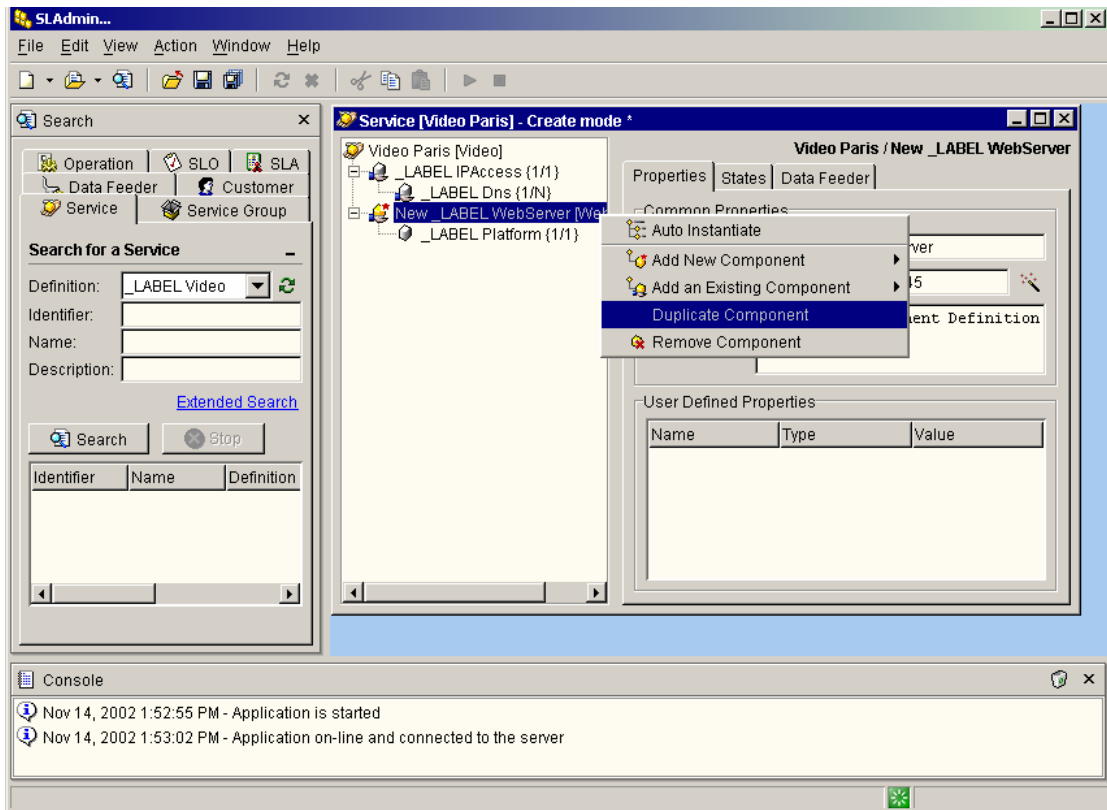 SLAdmin...
File Edit View Action Window Help
Search
Operation SLO SLA
Data Feeder Customer
Service Service Group
Search for a Service
Definition: _LABEL Video
Identifier:
Name:
Description:
Extended Search
Search Stop
Identifier Name Definition
Service [Video Paris] - Create mode *
Video Paris [Video]
_LABEL IPAccess {1/1}
_LABEL Dns {1/N}
New _LABEL WebServer [We
_LABEL Platform {1/1}
Video Paris / New _LABEL WebServer
Properties States Data Feeder
Common Properties
Auto Instantiate
Add New Component
Add an Existing Component
Duplicate Component
Remove Component
ver
Definition
User Defined Properties
Name Type Value
Console
Nov 14, 2002 1:52:55 PM - Application is started
Nov 14, 2002 1:53:02 PM - Application on-line and connected to the server